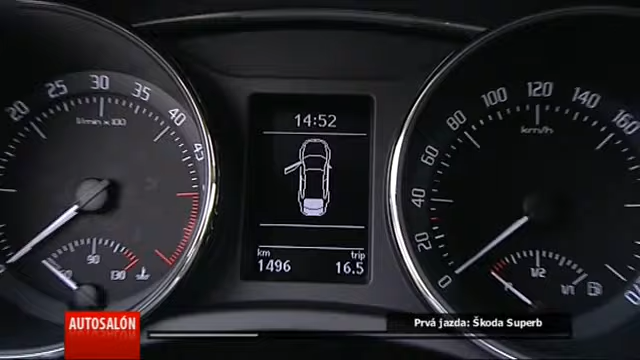 20 25 30 35 40 45
l/min x 100
90
130
14:52
km trip
1496 16.5
0 20 40 60 80 100 120 140 160
km/h
1/2
1/1
AUTOSALÓN
Prvá jazda: Škoda Superb